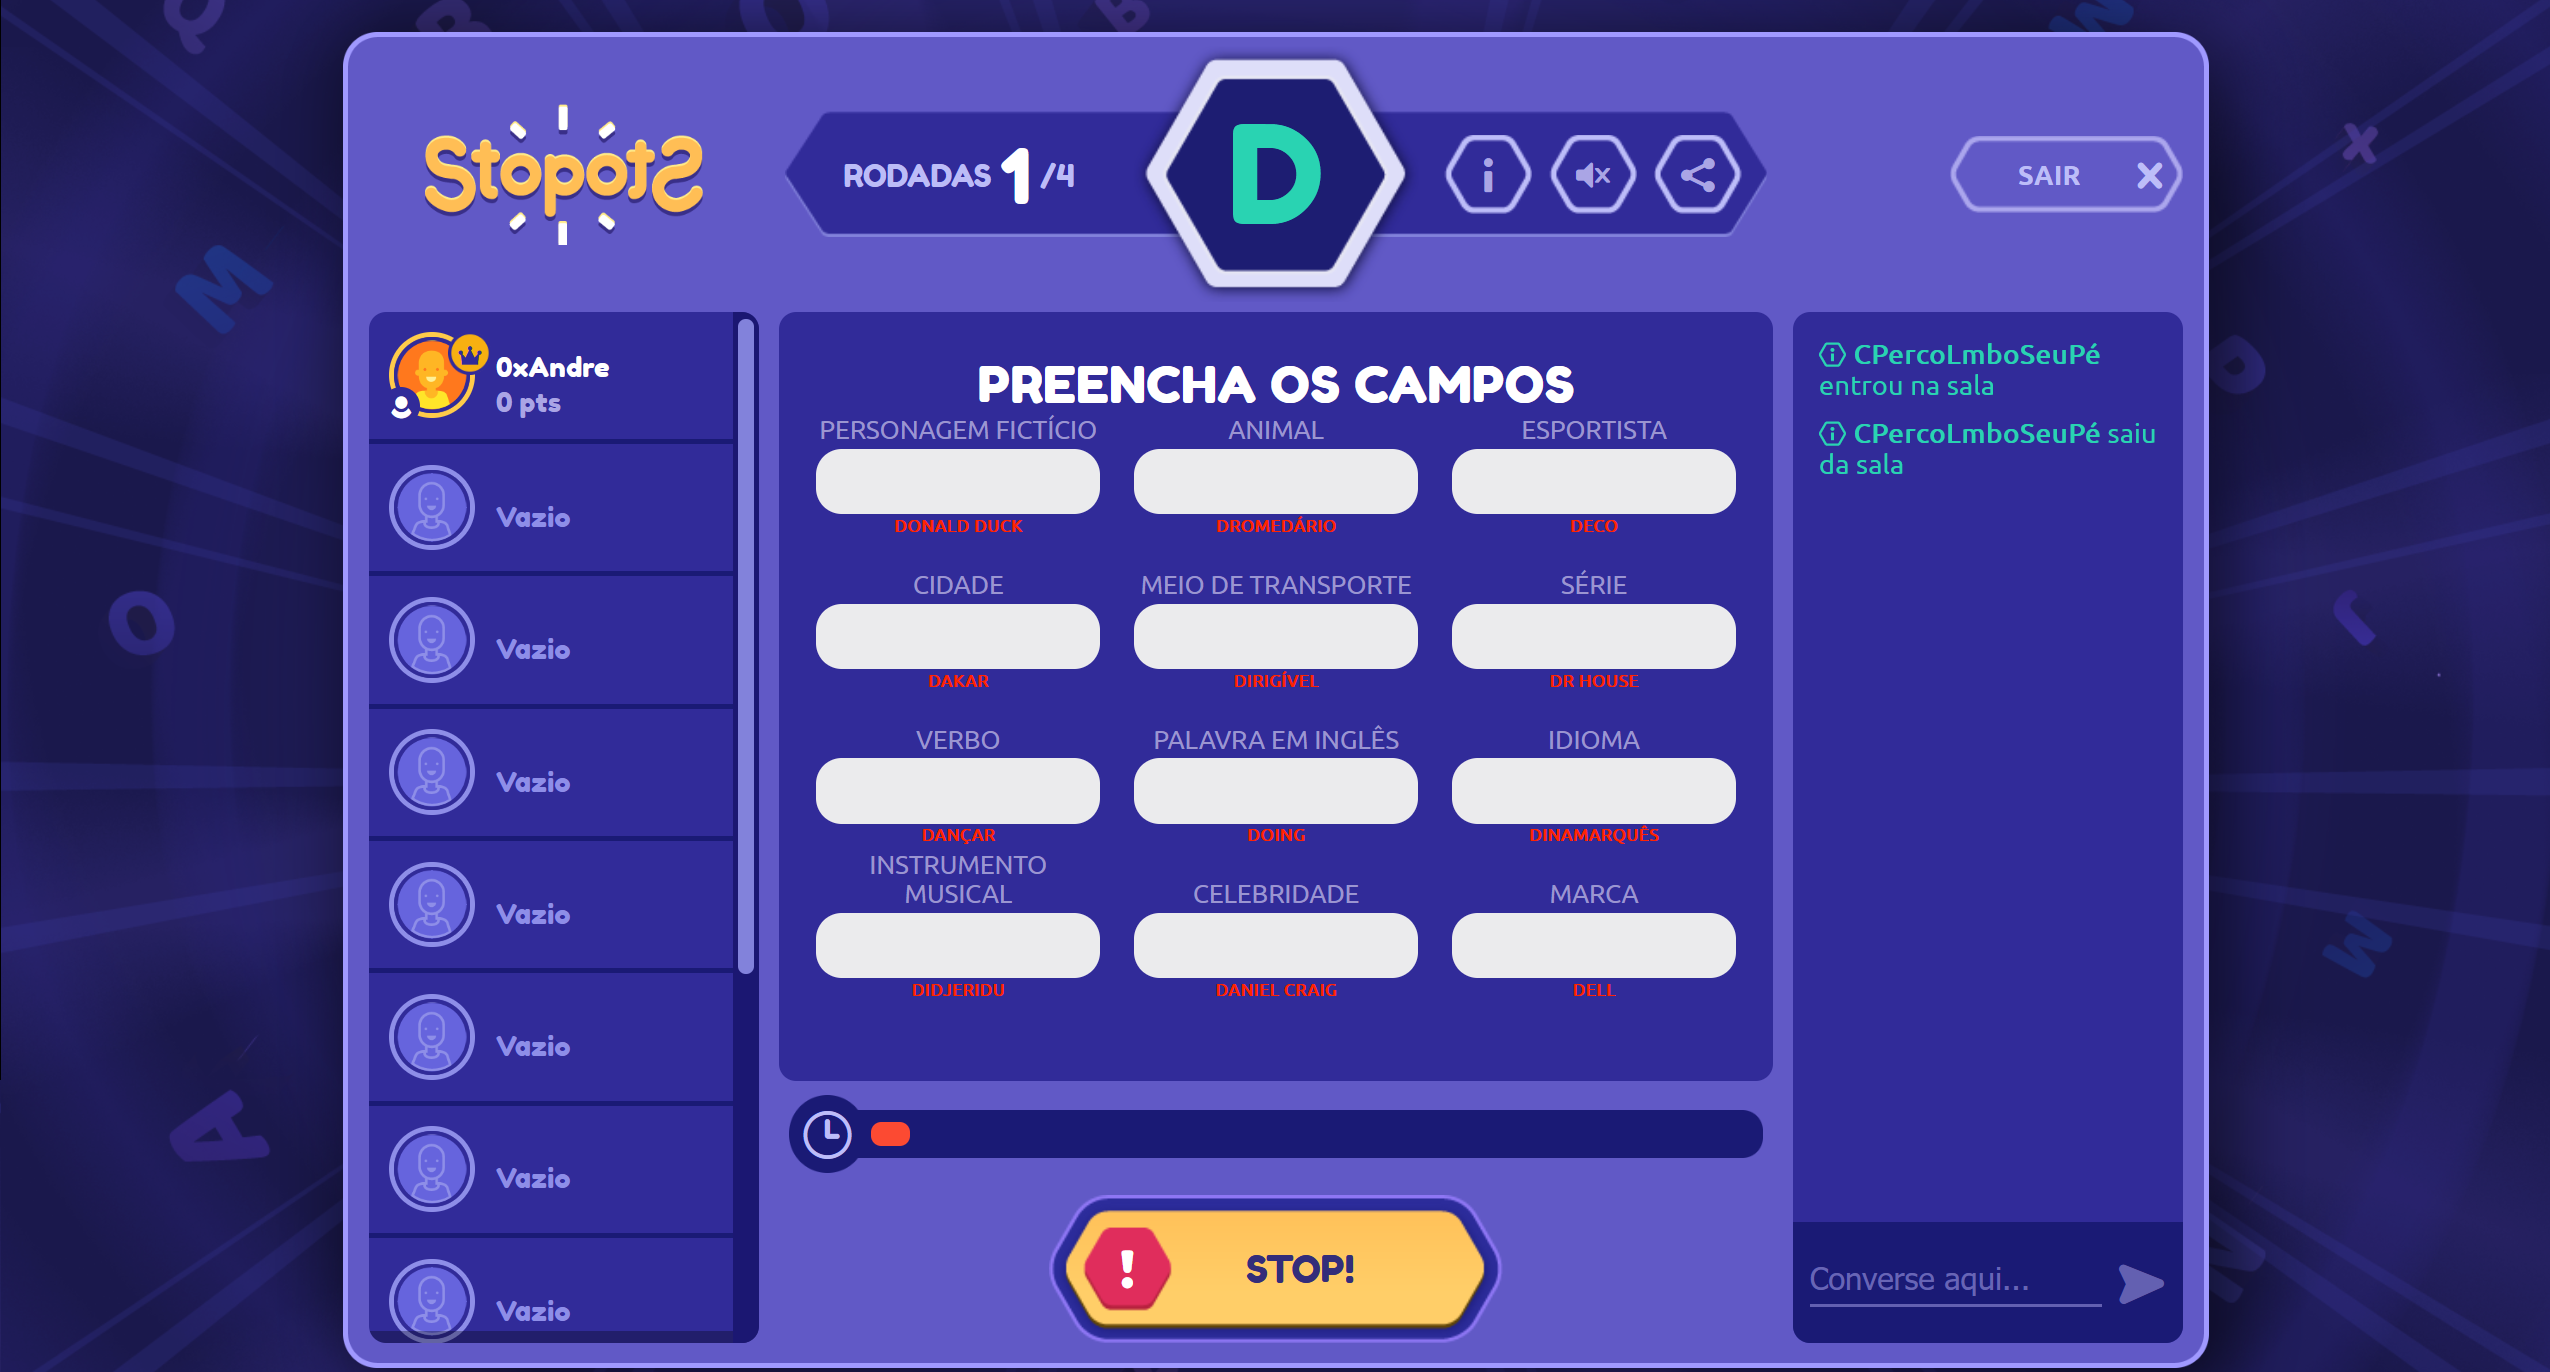 StopotS
RODADAS 1/4
D
SAIR
0xAndre
0 pts
Vazio
Vazio
Vazio
Vazio
Vazio
Vazio
Vazio
PREENCHA OS CAMPOS
PERSONAGEM FICTÍCIO
DONALD DUCK
ANIMAL
DROMEDÁRIO
ESPORTISTA
DECO
CIDADE
DAKAR
MEIO DE TRANSPORTE
DIRIGÍVEL
SÉRIE
DR HOUSE
VERBO
DANÇAR
PALAVRA EM INGLÊS
DOING
IDIOMA
DINAMARQUÊS
INSTRUMENTO
MUSICAL
DIDJERIDU
CELEBRIDADE
DANIEL CRAIG
MARCA
DELL
! STOP!
CPercoLmboSeuPé
entrou na sala
CPercoLmboSeuPé saiu
da sala
Converse aqui...